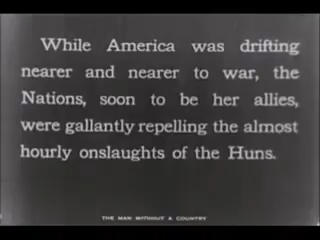 While America was drifting
nearer and nearer to war, the
Nations, soon to be her allies,
were gallantly repelling the almost
hourly onslaughts of the Huns.
THE MAN WITHOUT A COUNTRY